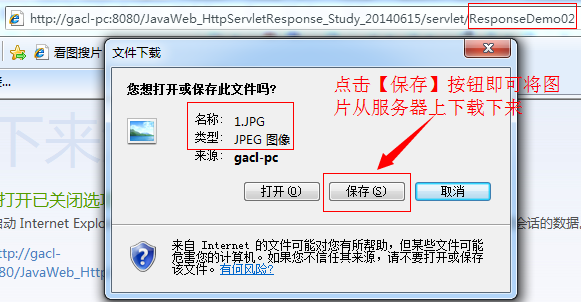 http://gacl-pc:8080/JavaWeb_HttpServletResponse_Study_20140615/servlet/ResponseDemo02
看图搜片
文件下载
您想打开或保存此文件吗?
点击【保存】按钮即可将图
片从服务器上下载下来
名称: 1.JPG
类型: JPEG 图像
来源: gacl-pc
打开(O)
保存(S)
取消
打开已关闭选项
自动 Internet Explo
会话的数据。
http://gacl-
80/JavaWeb_Http
来自 Internet 的文件可能对您有所帮助,但某些文件可能
危害您的计算机。如果您不信任其来源,请不要打开或保存
该文件。有何风险?